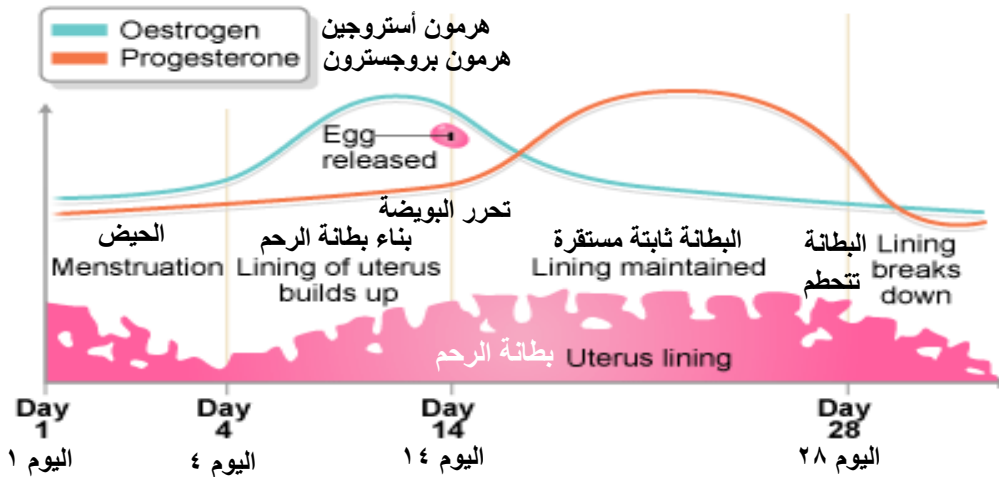 Oestrogen هرمون أستروجين
Progesterone هرمون بروجسترون
Egg
released
تحرر البويضة
الحيض
Menstruation
بناء بطانة الرحم
Lining of uterus
builds up
البطانة ثابتة مستقرة
Lining maintained
البطانة
تتحطم
Lining
breaks
down
بطانة الرحم Uterus lining
Day
1
اليوم ١
Day
4
اليوم ٤
Day
14
اليوم ١٤
Day
28
اليوم ٢٨